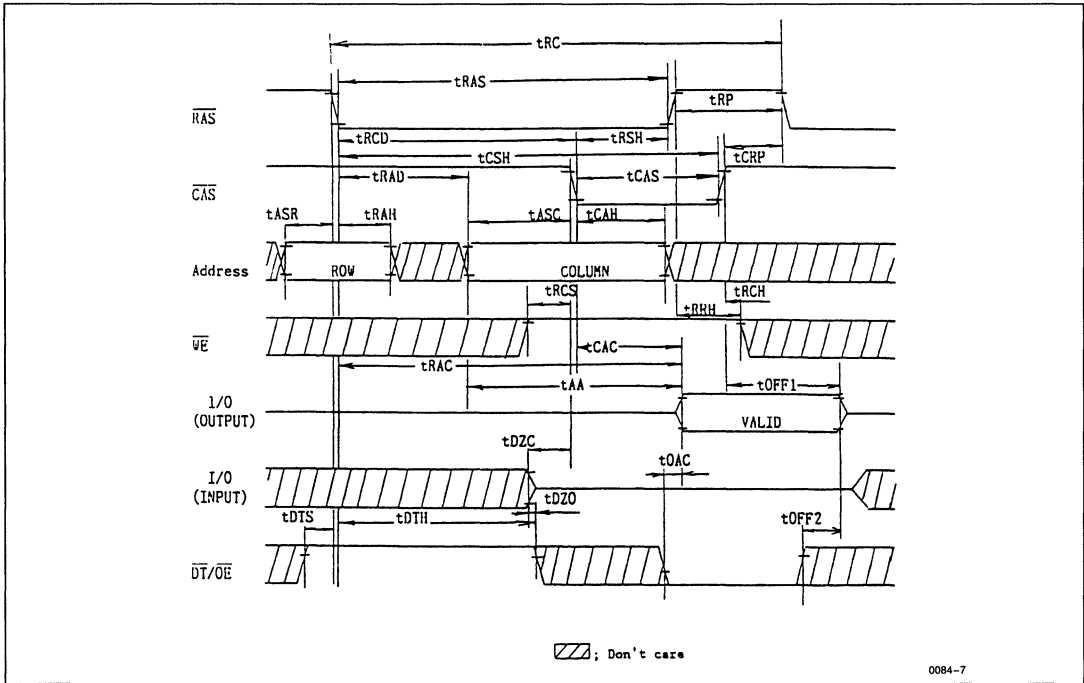 tRC
tRAS
tRP
RAS
tRCD
tRSH
tCRP
tCSH
tRAD
tCAS
CAS
tASR
tRAH
tASC
tCAH
Address
ROW
COLUMN
tRCS
tRCH
tRRH
WE
tCAC
tRAC
tAA
tOFF1
I/O
(OUTPUT)
VALID
tDZC
tOAC
I/O
(INPUT)
tDZO
tDTS
tDTH
tOFF2
DT/OE
; Don't care
0084-7